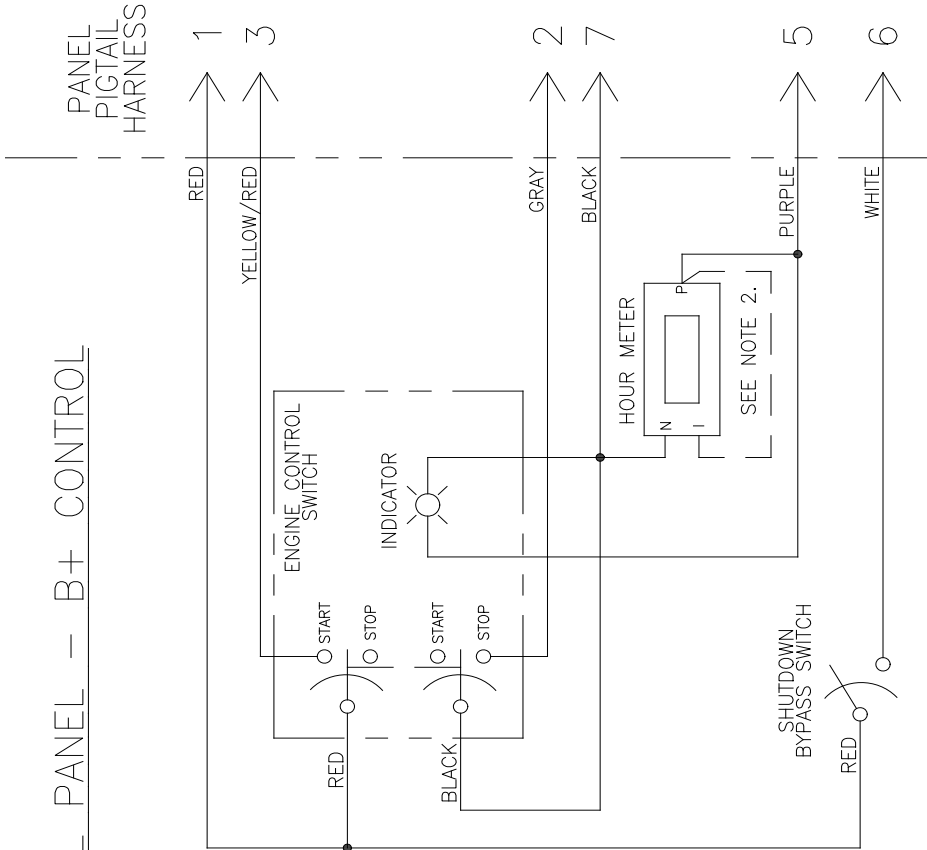 PANEL - B+ CONTROL
PANEL
PIGTAIL
HARNESS
1
3
2
7
5
6
RED
YELLOW/RED
GRAY
BLACK
PURPLE
WHITE
ENGINE CONTROL
SWITCH
INDICATOR
HOUR METER
N
I
P
SEE NOTE 2.
START
STOP
START
STOP
RED
BLACK
SHUTDOWN
BYPASS SWITCH
RED